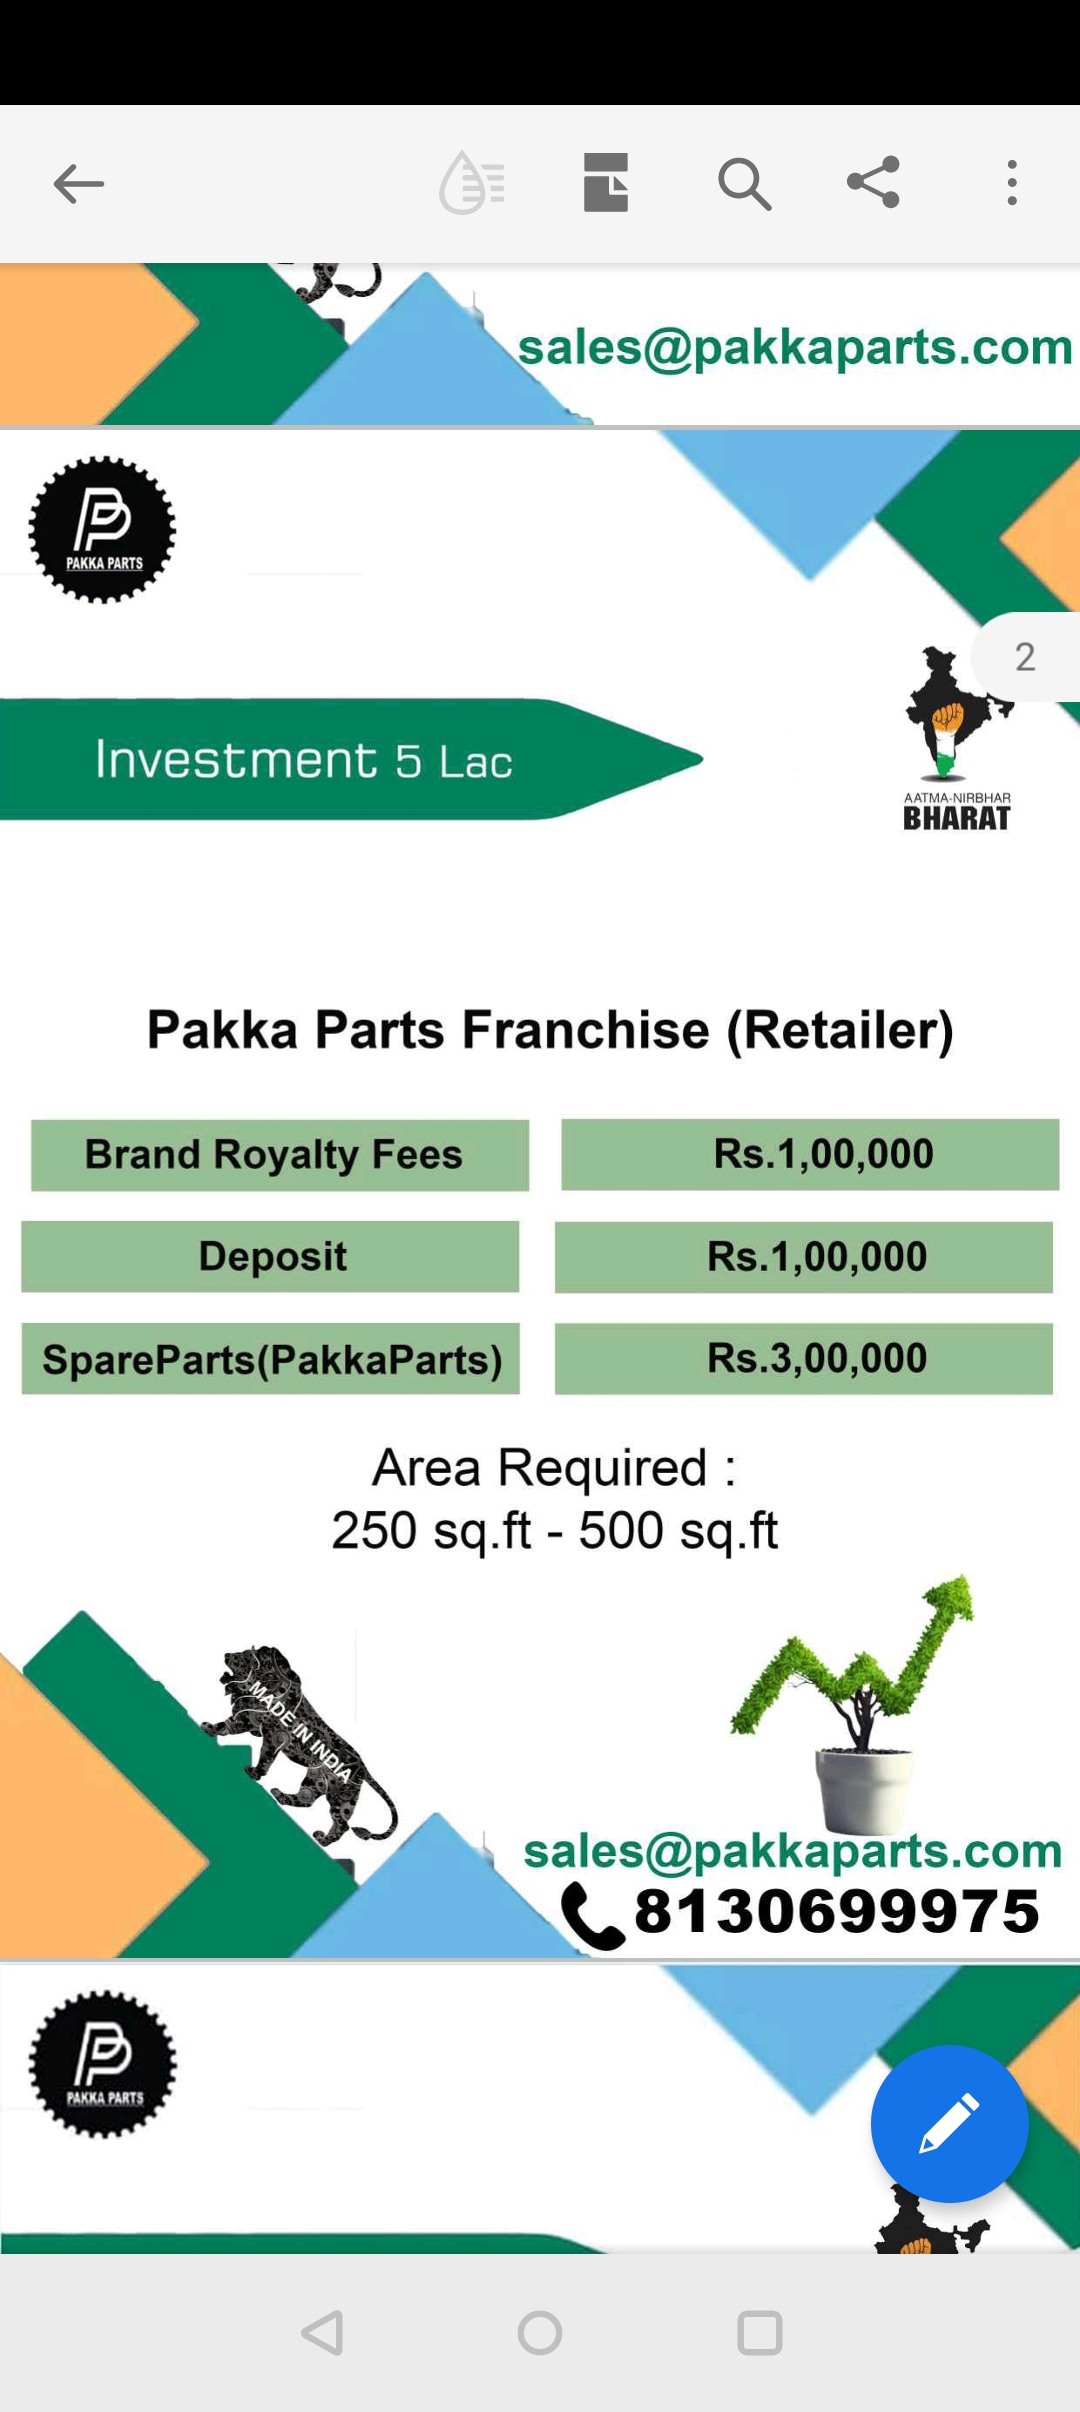 sales@pakkaparts.com
PAKKA PARTS
2
Investment 5 Lac
AATMA-NIRBHAR
BHARAT
Pakka Parts Franchise (Retailer)
Brand Royalty Fees Rs.1,00,000
Deposit Rs.1,00,000
SpareParts(PakkaParts) Rs.3,00,000
Area Required :
250 sq.ft - 500 sq.ft
MADE IN INDIA
sales@pakkaparts.com
8130699975
PAKKA PARTS